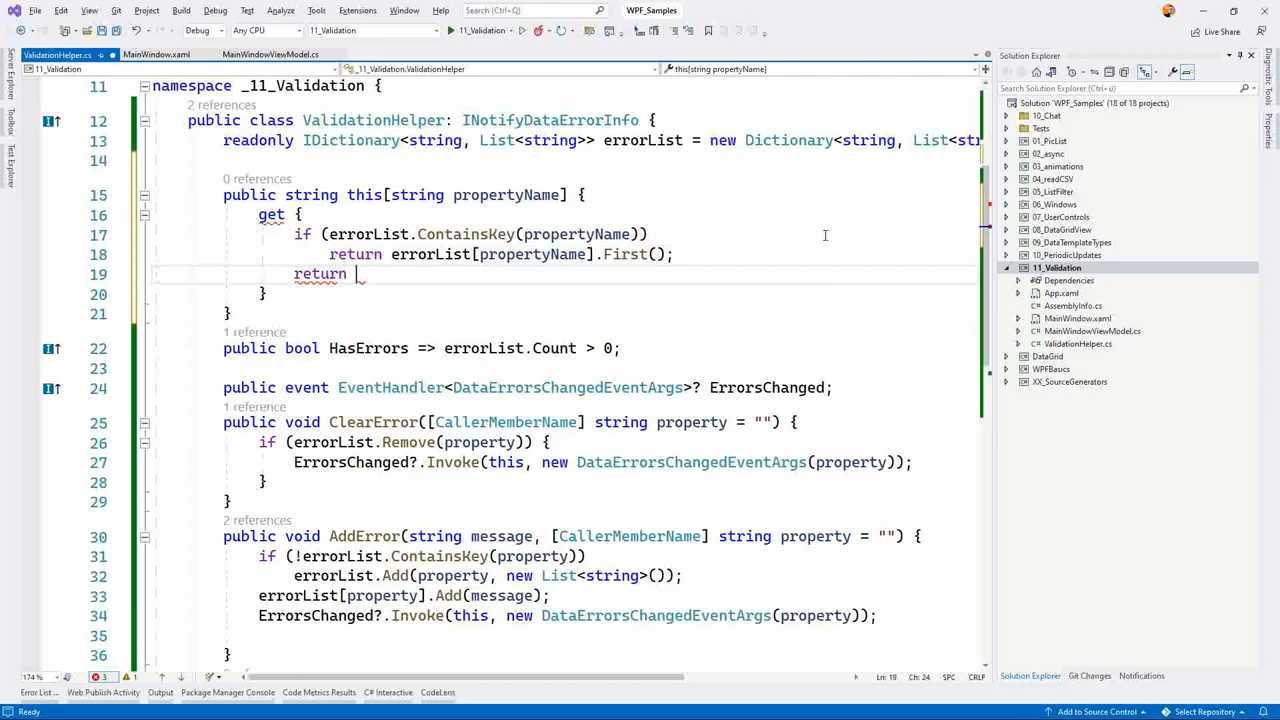 File Edit View Git Project Build Debug Test Analyze Tools Extensions Window Help Search (Ctrl+Q) WPF_Samples
Debug Any CPU 11_Validation 11_Validation Live Share
ValidationHelper.cs MainWindow.xaml MainWindowViewModel.cs
11_Validation _11_Validation.ValidationHelper this[string propertyName]
Server Explorer
Toolbox
Test Explorer
11 namespace _11_Validation {
2 references
12 public class ValidationHelper: INotifyDataErrorInfo {
13 readonly IDictionary<string, List<string>> errorList = new Dictionary<string, List<str
14
0 references
15 public string this[string propertyName] {
16 get {
17 if (errorList.ContainsKey(propertyName))
18 return errorList[propertyName].First();
19 return
20 }
21 }
1 reference
22 public bool HasErrors => errorList.Count > 0;
23
24 public event EventHandler<DataErrorsChangedEventArgs>? ErrorsChanged;
1 reference
25 public void ClearError([CallerMemberName] string property = "") {
26 if (errorList.Remove(property)) {
27 ErrorsChanged?.Invoke(this, new DataErrorsChangedEventArgs(property));
28 }
29 }
2 references
30 public void AddError(string message, [CallerMemberName] string property = "") {
31 if (!errorList.ContainsKey(property))
32 errorList.Add(property, new List<string>());
33 errorList[property].Add(message);
34 ErrorsChanged?.Invoke(this, new DataErrorsChangedEventArgs(property));
35
36 }
174 % 3 1 Ln: 19 Ch: 24 SPC CRLF
Error List ... Web Publish Activity Output Package Manager Console Code Metrics Results C# Interactive CodeLens
Solution Explorer
Search Solution Explorer (Ctrl+ü)
Solution 'WPF_Samples' (18 of 18 projects)
10_Chat
Tests
01_PicList
02_async
03_animations
04_readCSV
05_ListFilter
06_Windows
07_UserControls
08_DataGridView
09_DataTemplateTypes
10_PeriodicUpdates
11_Validation
Dependencies
App.xaml
AssemblyInfo.cs
MainWindow.xaml
MainWindowViewModel.cs
ValidationHelper.cs
DataGrid
WPFBasics
XX_SourceGenerators
Solution Explorer Git Changes Notifications
Diagnostic Tools
Properties
Ready Add to Source Control Select Repository